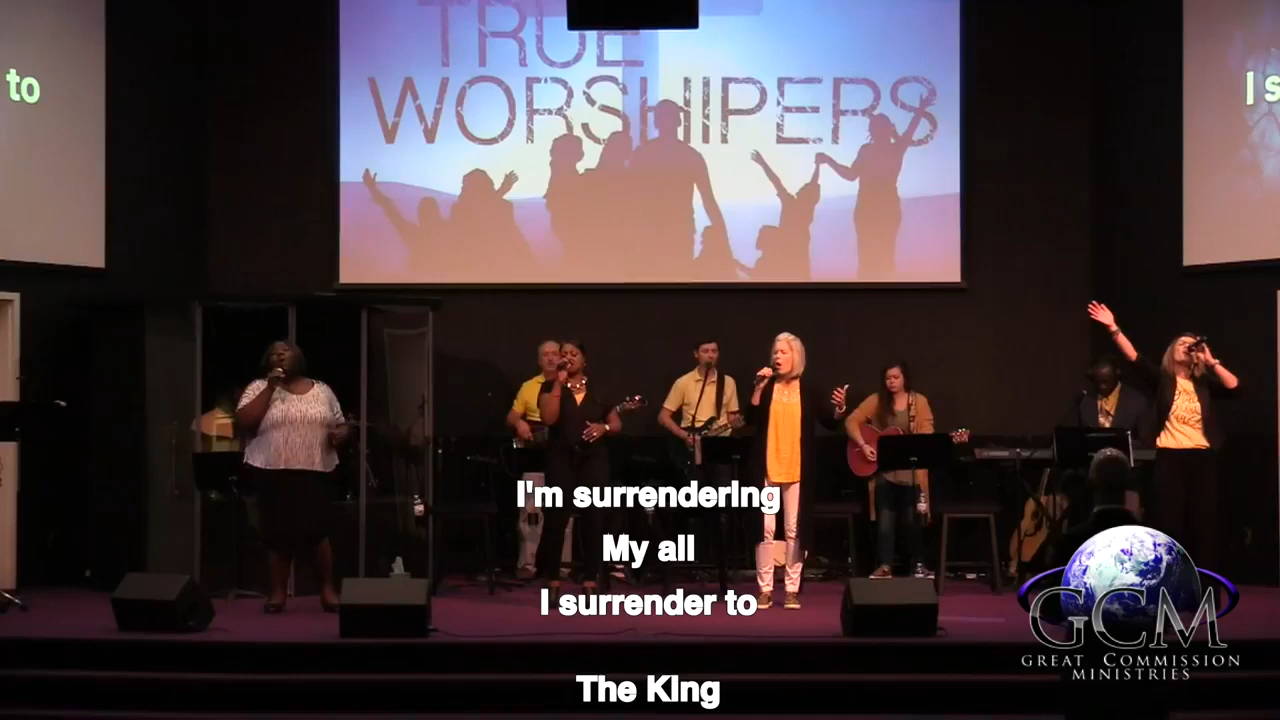 TRUE
WORSHIPERS
to
I s
I'm surrendering
My all
I surrender to
The King
GCM
GREAT COMMISSION
MINISTRIES